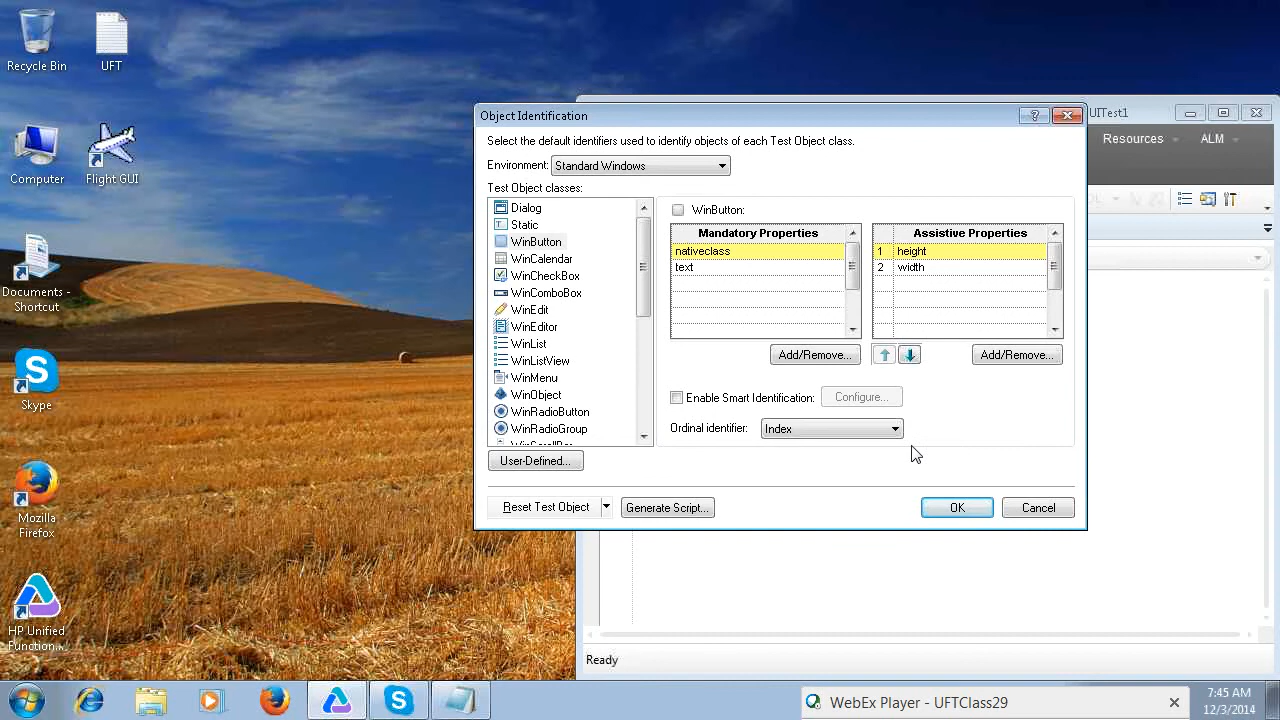 Recycle Bin
UFT
Computer
Flight GUI
Documents -
Shortcut
Skype
Mozilla
Firefox
HP Unified
Function...
Object Identification
Select the default identifiers used to identify objects of each Test Object class.
Environment:
Standard Windows
Test Object classes:
Dialog
Static
WinButton
WinCalendar
WinCheckBox
WinComboBox
WinEdit
WinEditor
WinList
WinListView
WinMenu
WinObject
WinRadioButton
WinRadioGroup
User-Defined...
WinButton:
Mandatory Properties
nativeclass
text
Add/Remove...
Assistive Properties
1 height
2 width
Add/Remove...
Enable Smart Identification:
Configure...
Ordinal identifier:
Index
Reset Test Object
Generate Script...
OK
Cancel
Resources
ALM
Ready
WebEx Player - UFTClass29
7:45 AM
12/3/2014